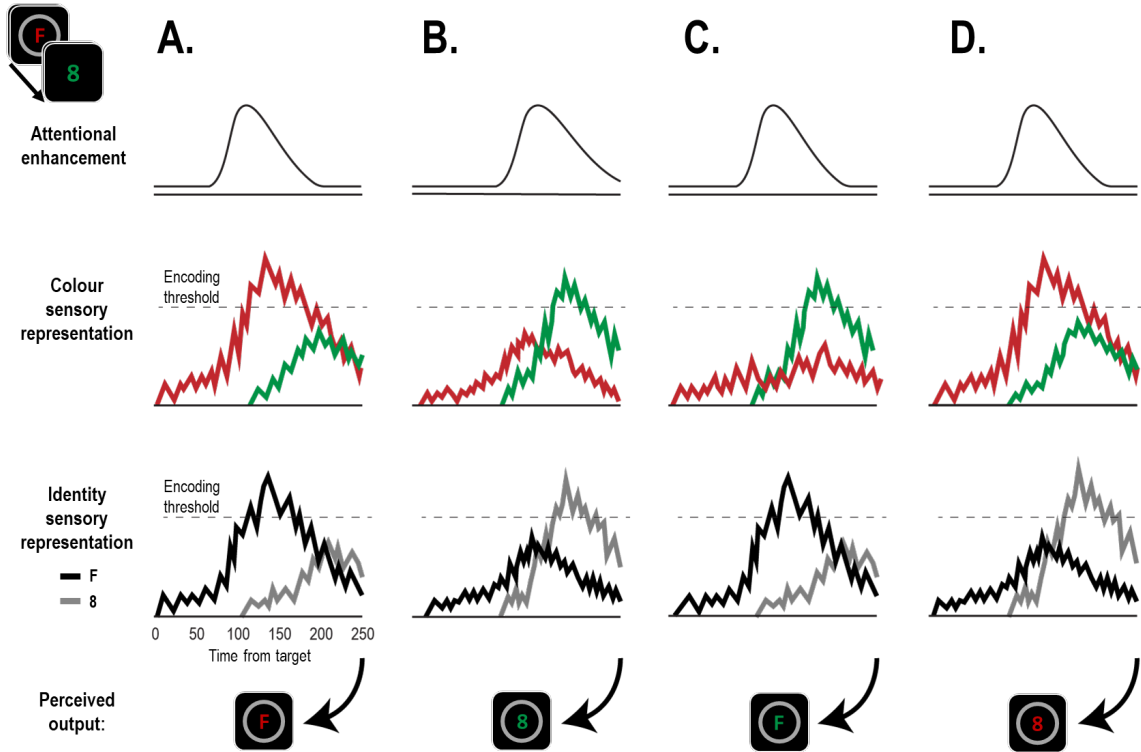 F
8
A.
B.
C.
D.
Attentional
enhancement
Colour
sensory
representation
Encoding
threshold
Identity
sensory
representation
F
8
Encoding
threshold
0 50 100 150 200 250
Time from target
Perceived
output:
F
8
F
8